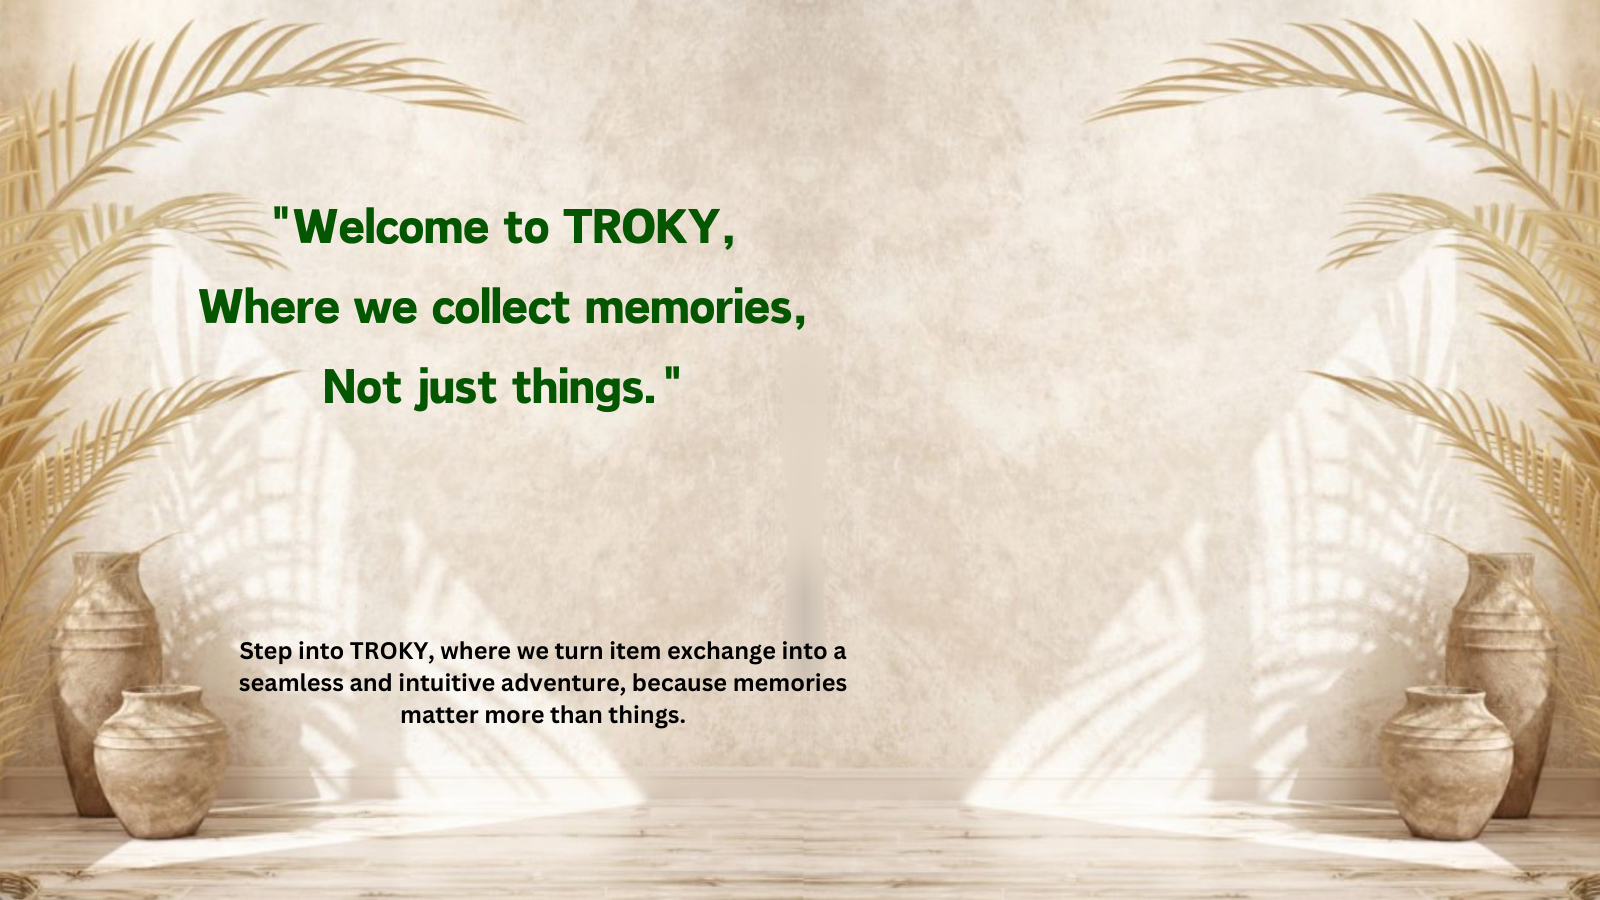 "Welcome to TROKY,
Where we collect memories,
Not just things."
Step into TROKY, where we turn item exchange into a
seamless and intuitive adventure, because memories
matter more than things.